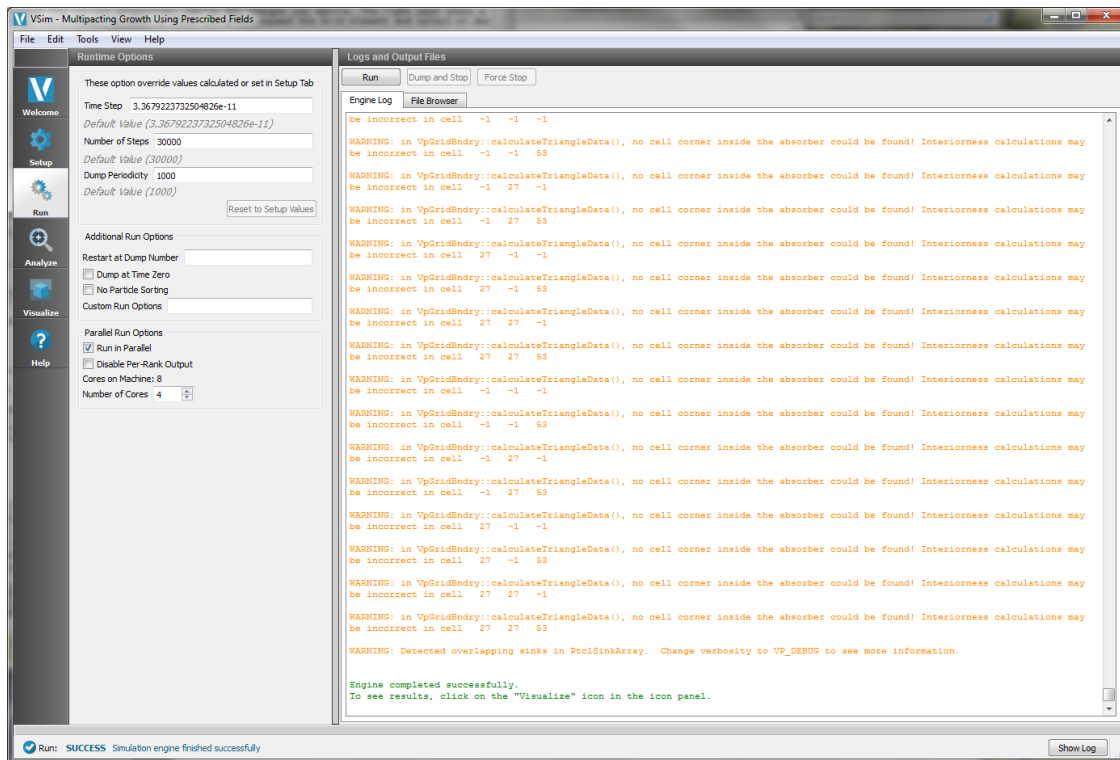 VSim - Multipacting Growth Using Prescribed Fields
File Edit Tools View Help
Welcome
Setup
Run
Analyze
Visualize
Help
Runtime Options
These option override values calculated or set in Setup Tab
Time Step 3.3679223732504826e-11
Default Value (3.3679223732504826e-11)
Number of Steps 30000
Default Value (30000)
Dump Periodicity 1000
Default Value (1000)
Reset to Setup Values
Additional Run Options
Restart at Dump Number
Dump at Time Zero
No Particle Sorting
Custom Run Options
Parallel Run Options
Run in Parallel
Disable Per-Rank Output
Cores on Machine: 8
Number of Cores 4
Logs and Output Files
Run Dump and Stop Force Stop
Engine Log File Browser
be incorrect in cell -1 -1 -1
WARNING: in VpGridBndry::calculateTriangleData(), no cell corner inside the absorber could be found! Interiorness calculations may
be incorrect in cell -1 -1 53
WARNING: in VpGridBndry::calculateTriangleData(), no cell corner inside the absorber could be found! Interiorness calculations may
be incorrect in cell -1 27 -1
WARNING: in VpGridBndry::calculateTriangleData(), no cell corner inside the absorber could be found! Interiorness calculations may
be incorrect in cell -1 27 53
WARNING: in VpGridBndry::calculateTriangleData(), no cell corner inside the absorber could be found! Interiorness calculations may
be incorrect in cell 27 -1 -1
WARNING: in VpGridBndry::calculateTriangleData(), no cell corner inside the absorber could be found! Interiorness calculations may
be incorrect in cell 27 -1 53
WARNING: in VpGridBndry::calculateTriangleData(), no cell corner inside the absorber could be found! Interiorness calculations may
be incorrect in cell 27 27 -1
WARNING: in VpGridBndry::calculateTriangleData(), no cell corner inside the absorber could be found! Interiorness calculations may
be incorrect in cell 27 27 53
WARNING: in VpGridBndry::calculateTriangleData(), no cell corner inside the absorber could be found! Interiorness calculations may
be incorrect in cell -1 -1 -1
WARNING: in VpGridBndry::calculateTriangleData(), no cell corner inside the absorber could be found! Interiorness calculations may
be incorrect in cell -1 -1 53
WARNING: in VpGridBndry::calculateTriangleData(), no cell corner inside the absorber could be found! Interiorness calculations may
be incorrect in cell -1 27 -1
WARNING: in VpGridBndry::calculateTriangleData(), no cell corner inside the absorber could be found! Interiorness calculations may
be incorrect in cell -1 27 53
WARNING: in VpGridBndry::calculateTriangleData(), no cell corner inside the absorber could be found! Interiorness calculations may
be incorrect in cell 27 -1 -1
WARNING: in VpGridBndry::calculateTriangleData(), no cell corner inside the absorber could be found! Interiorness calculations may
be incorrect in cell 27 -1 53
WARNING: in VpGridBndry::calculateTriangleData(), no cell corner inside the absorber could be found! Interiorness calculations may
be incorrect in cell 27 27 -1
WARNING: in VpGridBndry::calculateTriangleData(), no cell corner inside the absorber could be found! Interiorness calculations may
be incorrect in cell 27 27 53
WARNING: Detected overlapping sinks in PtclSinkArray. Change verbosity to VP_DEBUG to see more information.
Engine completed successfully.
To see results, click on the "Visualize" icon in the icon panel.
Run: SUCCESS Simulation engine finished successfully
Show Log